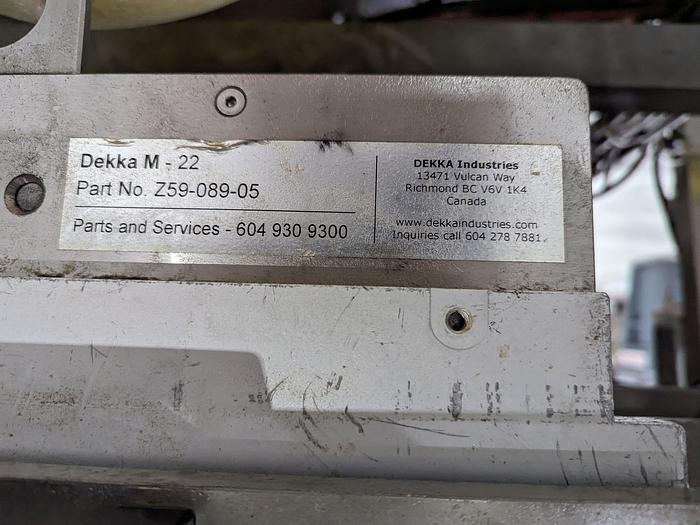 Dekka M - 22
Part No. Z59-089-05
Parts and Services - 604 930 9300
DEKKA Industries
13471 Vulcan Way
Richmond BC V6V 1K4
Canada
www.dekkaindustries.com
Inquiries call 604 278 7881.